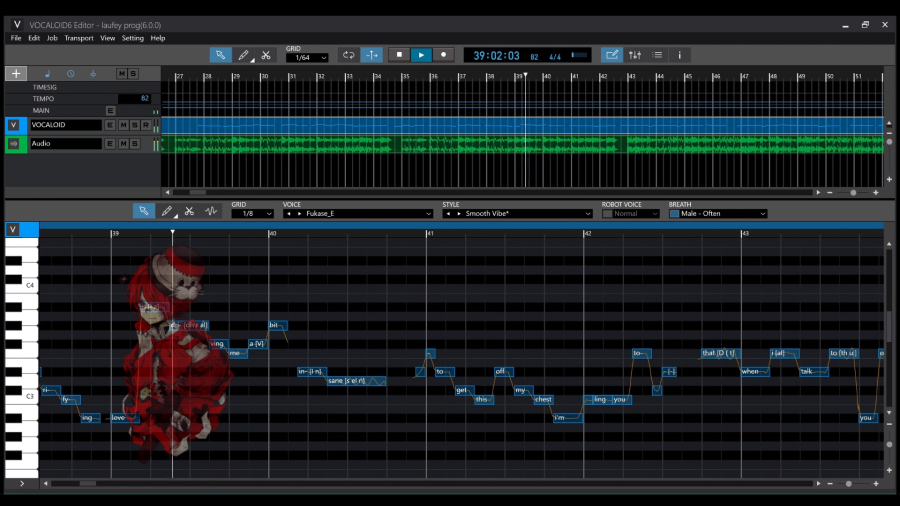 V VOCALOID6 Editor - laufey prog(6.0.0)
File Edit Job Transport View Setting Help
GRID
1/64
39:02:03 82 4/4
M S
27 28 29 30 31 32 33 34 35 36 37 38 39 40 41 42 43 44 45 46 47 48 49 50 51
TIMESIG
TEMPO 82
MAIN E
V VOCALOID E M S R
Audio E M S
GRID VOICE STYLE ROBOT VOICE BREATH
1/8 Fukase_E Smooth Vibe* Normal Male - Often
V
39 40 41 42 43
C4
bit
ving a [V]
me
that [D { t] i [aI]
to-
in- [I n] to- off when talk to [th u:]
sane [s eI n]
ri- get my
C3
fy- this chest ling you
ing love i'm you